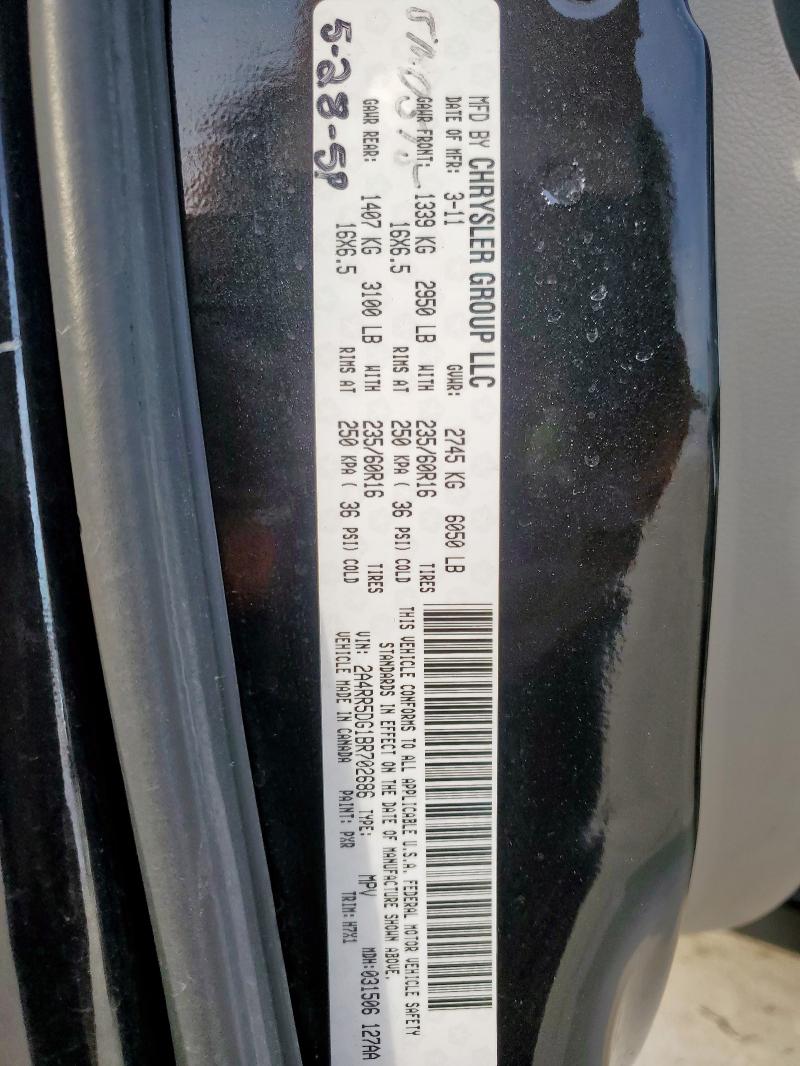 MFD BY CHRYSLER GROUP LLC
DATE OF MFR: 3-11 GVWR: 2745 KG 6050 LB
GAWR FRONT: 1339 KG 2950 LB WITH 235/60R16 TIRES
16X6.5 RIMS AT 250 KPA ( 36 PSI) COLD
GAWR REAR: 1407 KG 3100 LB WITH 235/60R16 TIRES
16X6.5 RIMS AT 250 KPA ( 36 PSI) COLD
5-28-5P
THIS VEHICLE CONFORMS TO ALL APPLICABLE U.S.A. FEDERAL MOTOR VEHICLE SAFETY
STANDARDS IN EFFECT ON THE DATE OF MANUFACTURE SHOWN ABOVE.
VIN: 2A4RR5DG1BR702686 TYPE: MPV MDH:031506 127AA
VEHICLE MADE IN CANADA PAINT: PXR TRIM: H7X1